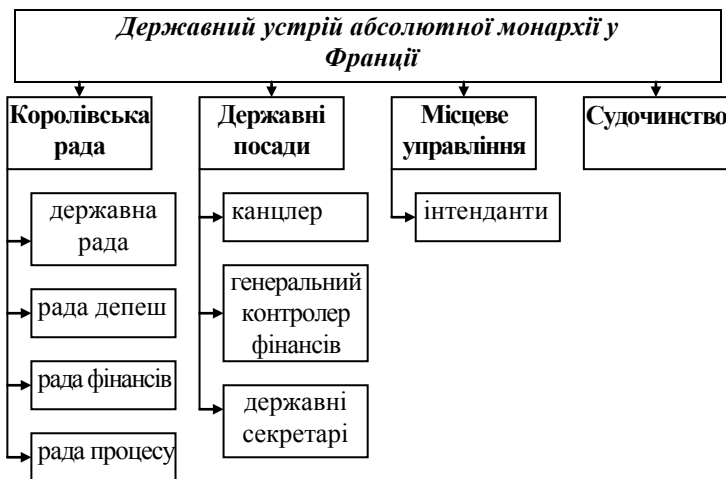 Державний устрій абсолютної монархії у
Франції
Королівська
рада
державна
рада
рада депеш
рада фінансів
рада процесу
Державні
посади
канцлер
генеральний
контролер
фінансів
державні
секретарі
Місцеве
управління
інтенданти
Судочинство